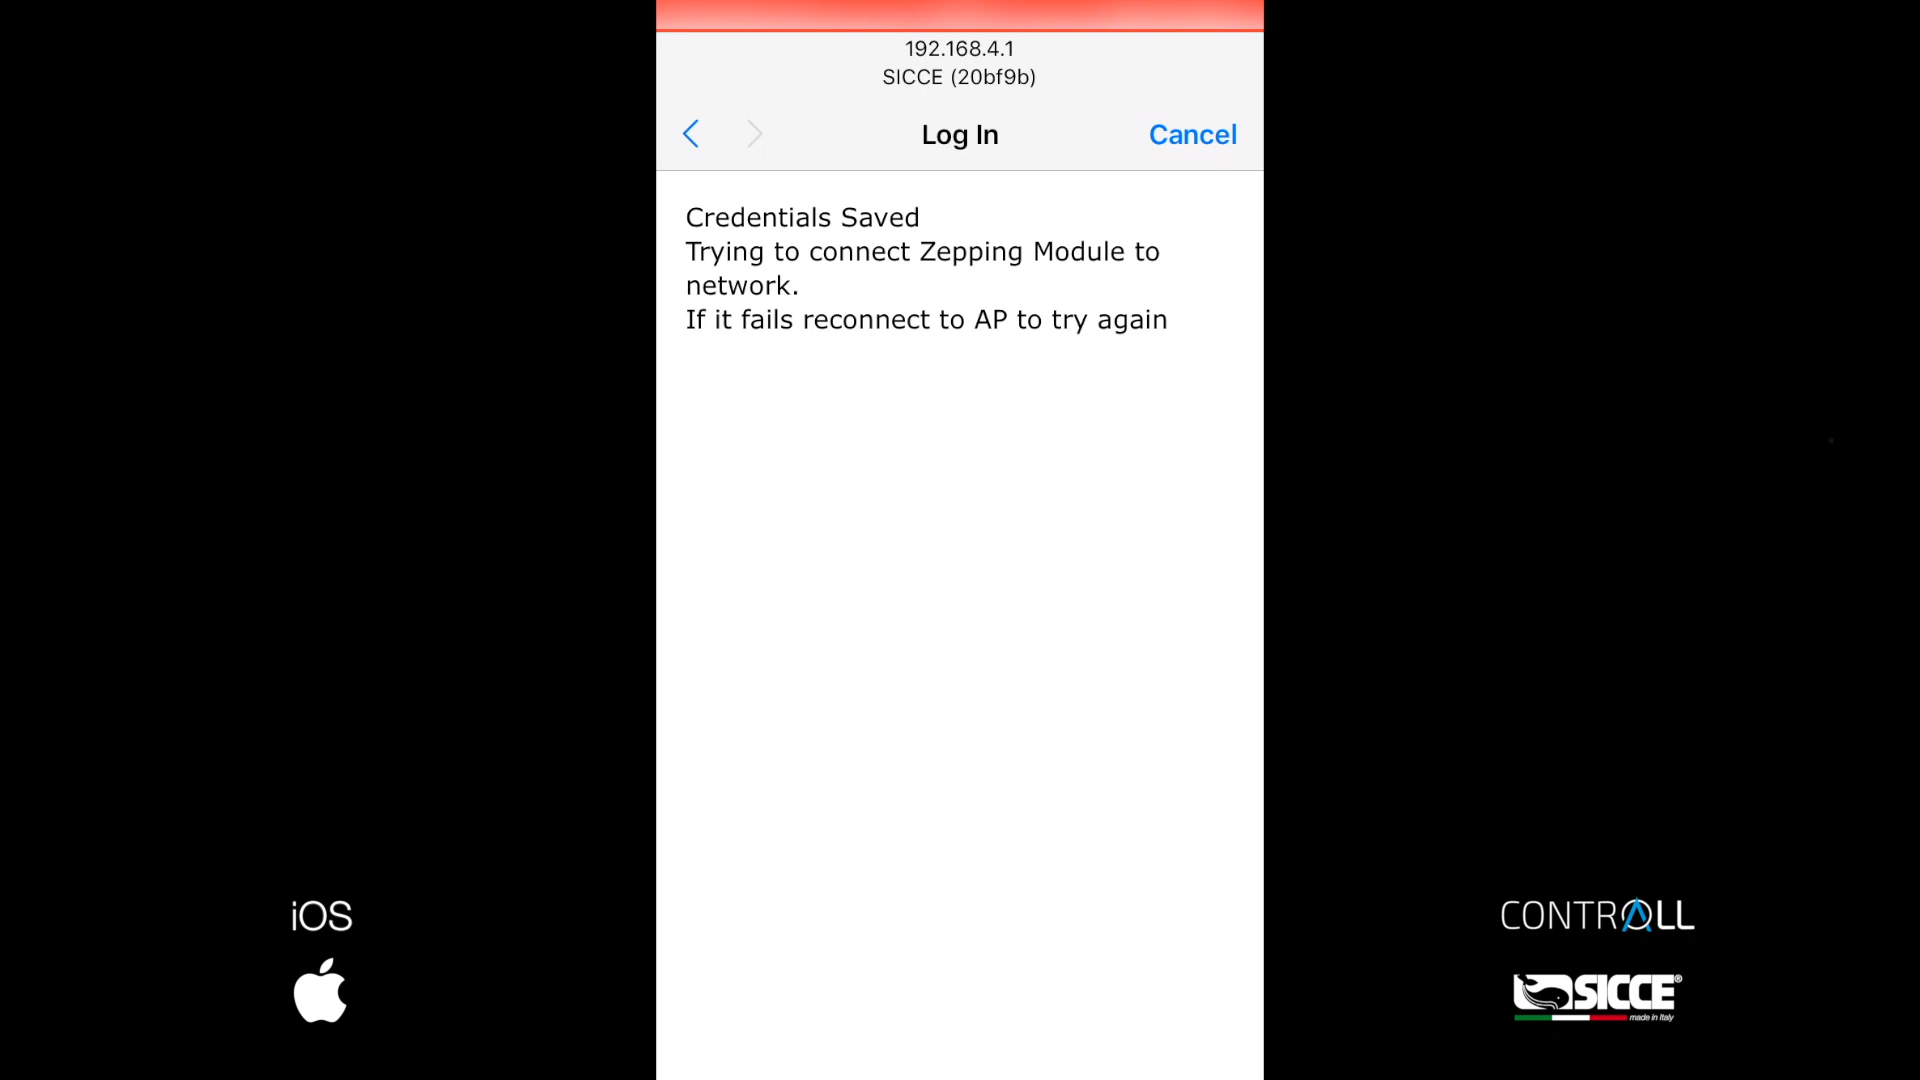 192.168.4.1
SICCE (20bf9b)
Log In
Cancel
Credentials Saved
Trying to connect Zepping Module to
network.
If it fails reconnect to AP to try again
iOS
CONTRALL
SICCE®
made in Italy